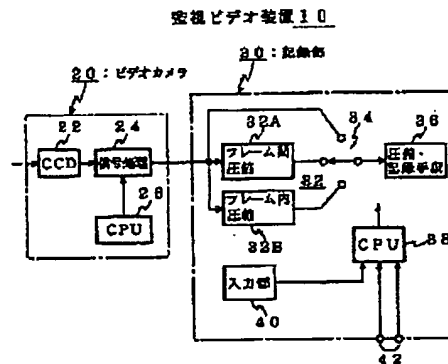 監視ビデオ装置10
30:記録部
20:ビデオカメラ
22
24
32A
34
36
CCD
信号処理
フレーム間
圧縮
圧縮・
記録手段
32
26
フレーム内
圧縮
CPU
32B
38
CPU
入力部
40
42